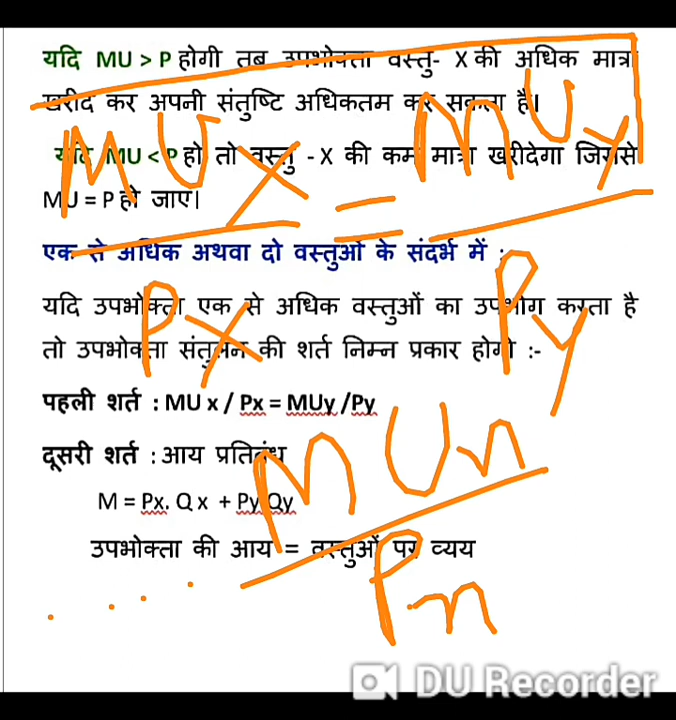 यदि MU > P होगी तब उपभोक्ता वस्तु- X की अधिक मात्रा
खरीद कर अपनी संतुष्टि अधिकतम कर सकता है।
यदि MU < P हो तो वस्तु - X की कम मात्रा खरीदेगा जिससे
MU = P हो जाए।
MUx = MUy
एक से अधिक अथवा दो वस्तुओं के संदर्भ में :
यदि उपभोक्ता एक से अधिक वस्तुओं का उपभोग करता है
Px Py
तो उपभोक्ता संतुलन की शर्त निम्न प्रकार होगी :-
पहली शर्त : MU x / Px = MUy /Py
दूसरी शर्त : आय प्रतिबंध
MUn
M = Px. Q x + Py Qy
उपभोक्ता की आय = वस्तुओं पर व्यय
.... Pn
DU Recorder